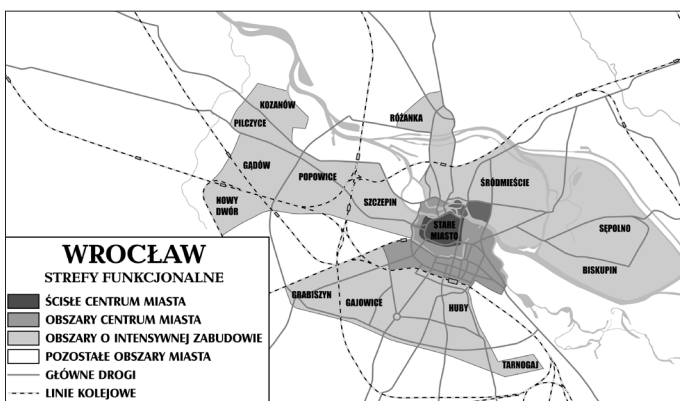 KOZANÓW
PILCZYCE
RÓŻANKA
GĄDÓW
POPOWICE
ŚRÓDMIEŚCIE
NOWY
DWÓR
SZCZEPIN
STARE
MIASTO
SĘPOLNO
BISKUPIN
GRABISZYN
GAJOWICE
HUBY
TARNOGAJ
WROCŁAW
STREFY FUNKCJONALNE
ŚCISŁE CENTRUM MIASTA
OBSZARY CENTRUM MIASTA
OBSZARY O INTENSYWNEJ ZABUDOWIE
POZOSTAŁE OBSZARY MIASTA
GŁÓWNE DROGI
LINIE KOLEJOWE